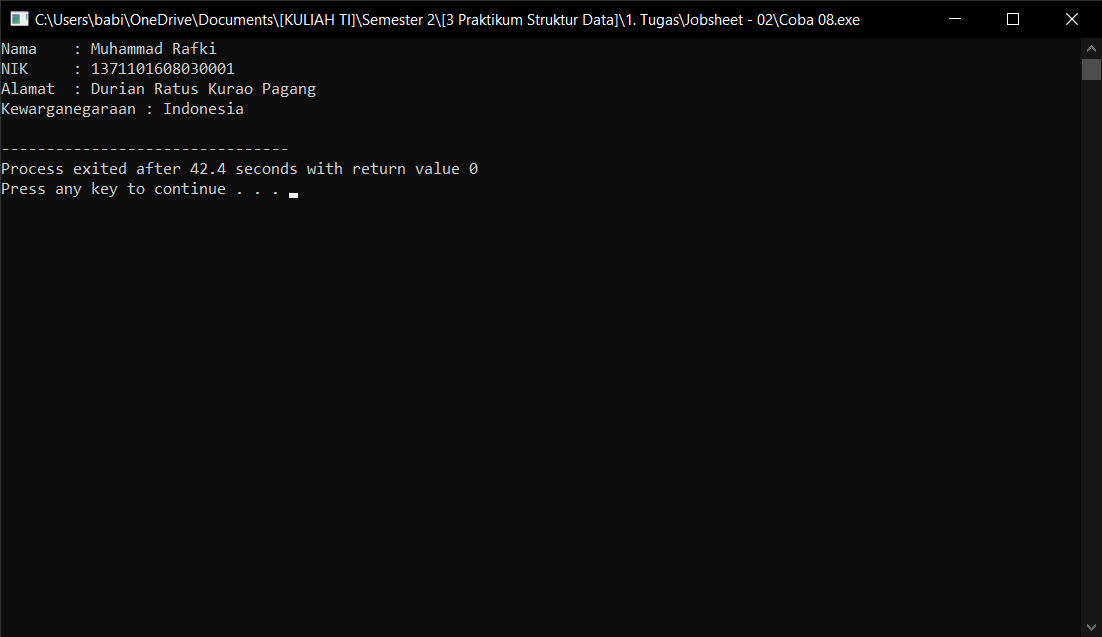 C:\Users\babi\OneDrive\Documents\[KULIAH TI]\Semester 2\[3 Praktikum Struktur Data]\1. Tugas\Jobsheet - 02\Coba 08.exe
Nama    : Muhammad Rafki
NIK     : 1371101608030001
Alamat  : Durian Ratus Kurao Pagang
Kewarganegaraan : Indonesia
--------------------------------
Process exited after 42.4 seconds with return value 0
Press any key to continue . . .